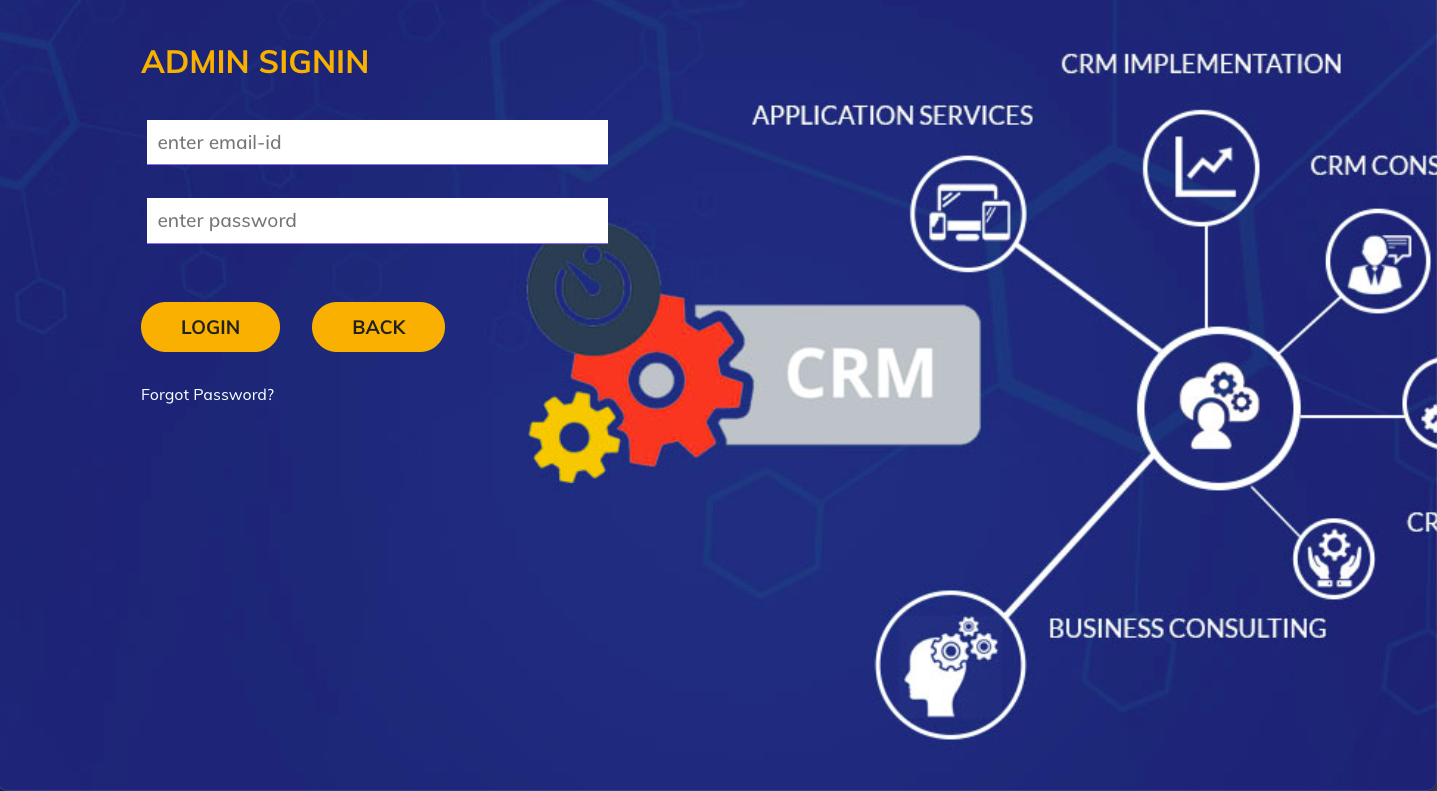 ADMIN SIGNIN
enter email-id
enter password
LOGIN
BACK
Forgot Password?
CRM
APPLICATION SERVICES
CRM IMPLEMENTATION
CRM CONS
CR
BUSINESS CONSULTING